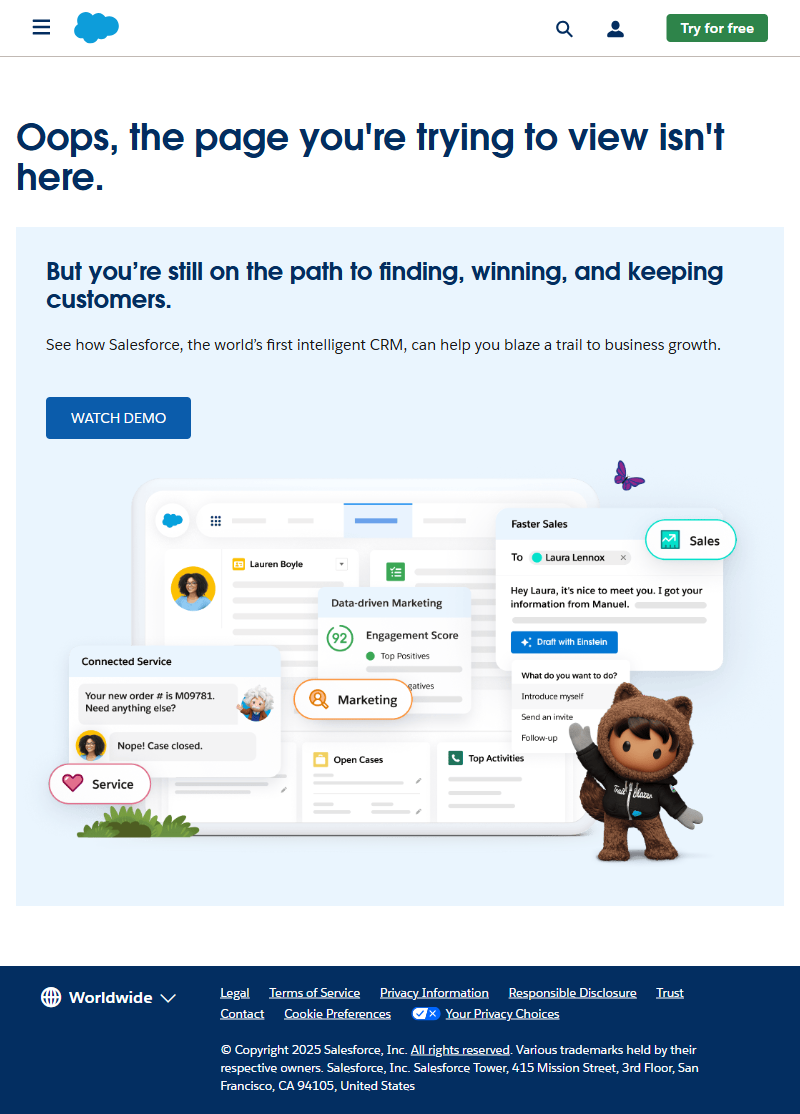 Try for free
Oops, the page you're trying to view isn't
here.
But you’re still on the path to finding, winning, and keeping
customers.
See how Salesforce, the world’s first intelligent CRM, can help you blaze a trail to business growth.
WATCH DEMO
Faster Sales
Sales
To Laura Lennox ×
Lauren Boyle
Hey Laura, it's nice to meet you. I got your
information from Manuel.
Data-driven Marketing
92 Engagement Score
Top Positives
Draft with Einstein
Connected Service
What do you want to do?
gatives
Your new order # is M09781.
Need anything else?
Marketing
Introduce myself
Send an invite
Follow-up
Nope! Case closed.
Open Cases
Top Activities
Service
Trail blazer
Worldwide
Legal Terms of Service Privacy Information Responsible Disclosure Trust
Contact Cookie Preferences Your Privacy Choices
© Copyright 2025 Salesforce, Inc. All rights reserved. Various trademarks held by their
respective owners. Salesforce, Inc. Salesforce Tower, 415 Mission Street, 3rd Floor, San
Francisco, CA 94105, United States